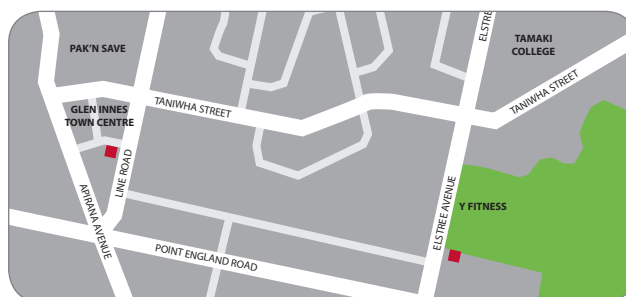 PAK'N SAVE
ELSTRE
TAMAKI
COLLEGE
TANIWHA STREET
GLEN INNES
TOWN CENTRE
TANIWHA STREET
LINE ROAD
APIRANA AVENUE
ELSTREE AVENUE
Y FITNESS
POINT ENGLAND ROAD